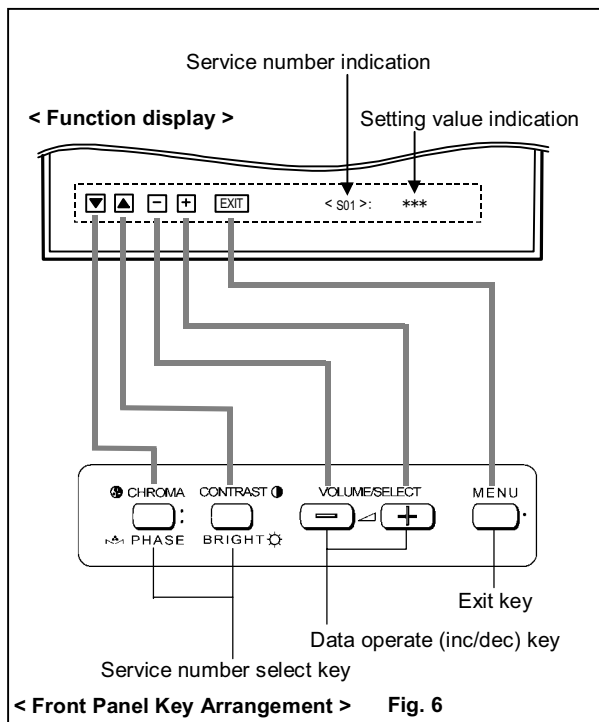 Service number indication
< Function display >
Setting value indication
▼ ▲ − + EXIT < S01 >: ***
CHROMA CONTRAST VOLUME/SELECT MENU
− +
PHASE BRIGHT
Exit key
Data operate (inc/dec) key
Service number select key
< Front Panel Key Arrangement > Fig. 6